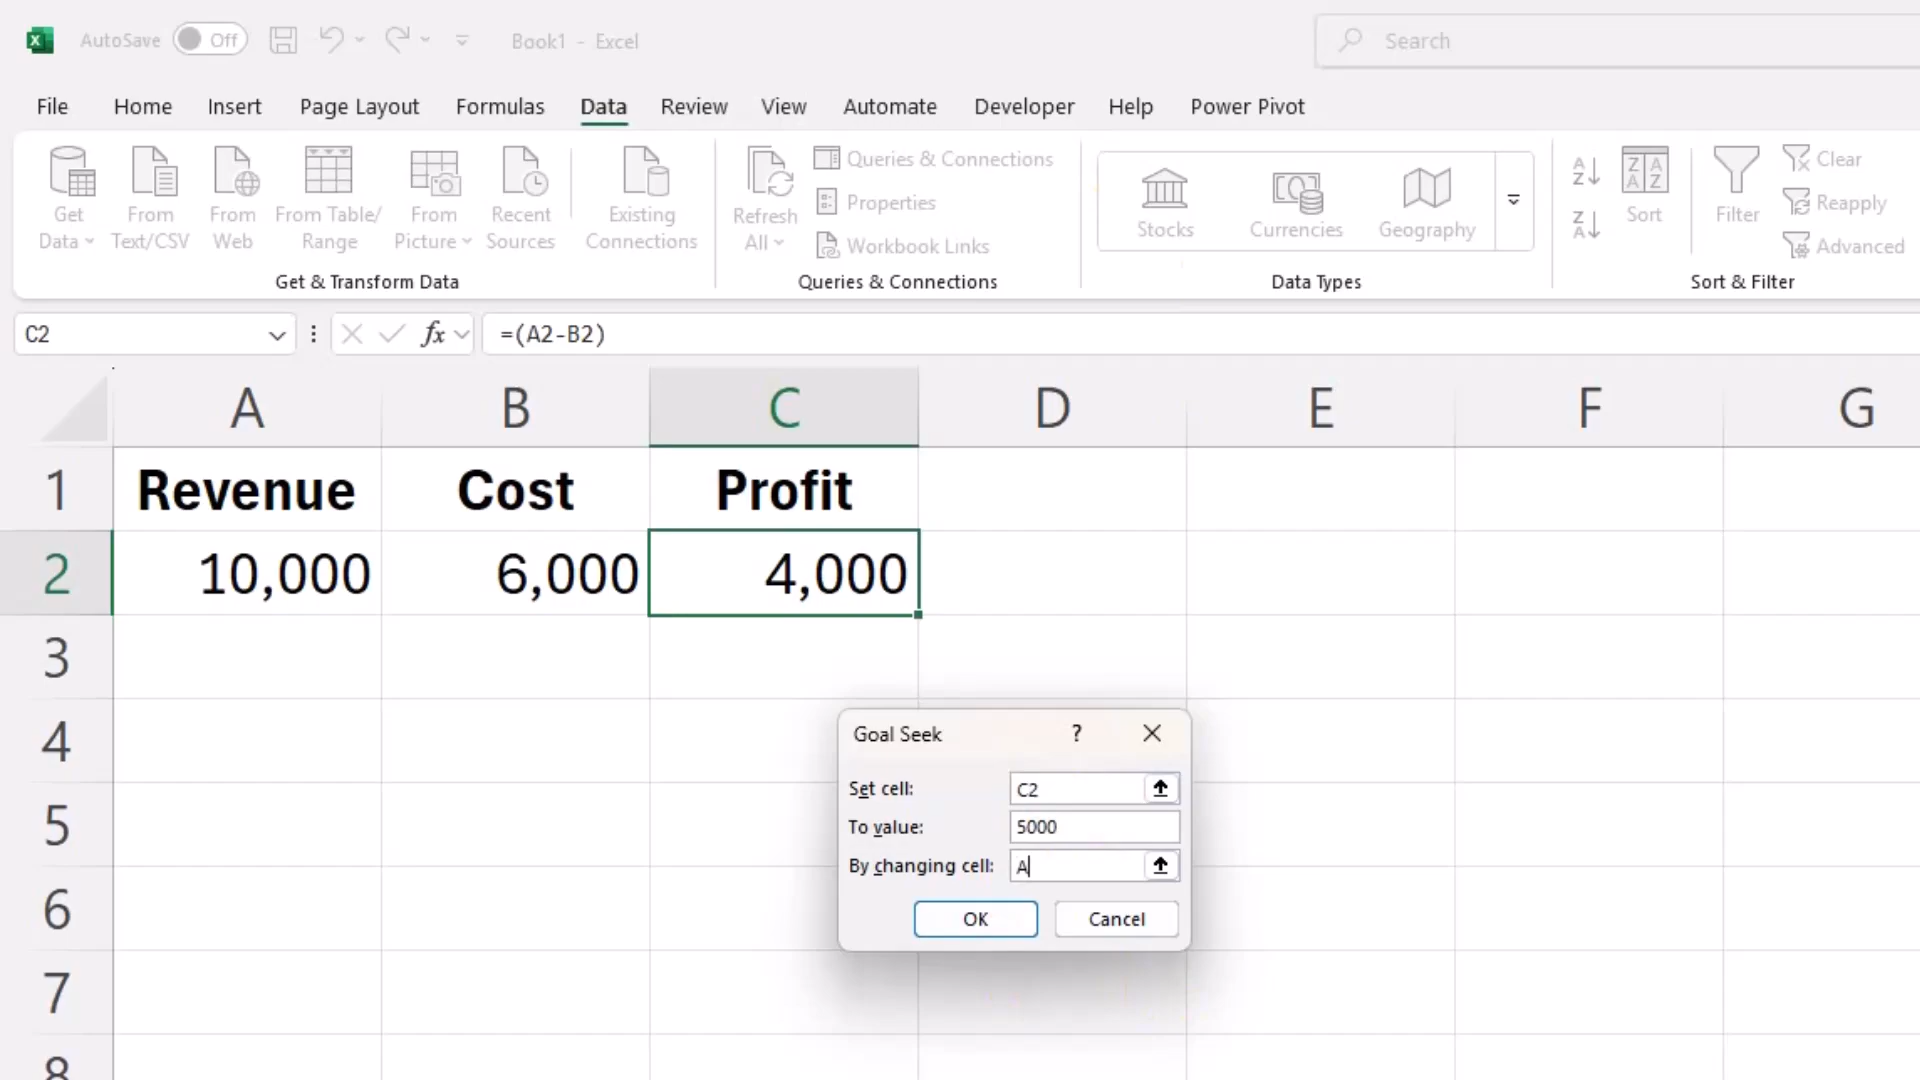 AutoSave Off Book1 - Excel Search
File Home Insert Page Layout Formulas Data Review View Automate Developer Help Power Pivot
Get Data
From Text/CSV
From Web
From Table/ Range
From Picture
Recent Sources
Existing Connections
Get & Transform Data
Refresh All
Queries & Connections
Properties
Workbook Links
Queries & Connections
Stocks Currencies Geography
Data Types
Sort
Filter
Clear
Reapply
Advanced
Sort & Filter
C2 fx =(A2-B2)
A B C D E F G
1 Revenue Cost Profit
2 10,000 6,000 4,000
3
4
5
6
7
8
Goal Seek ?
Set cell: C2
To value: 5000
By changing cell: A
OK Cancel